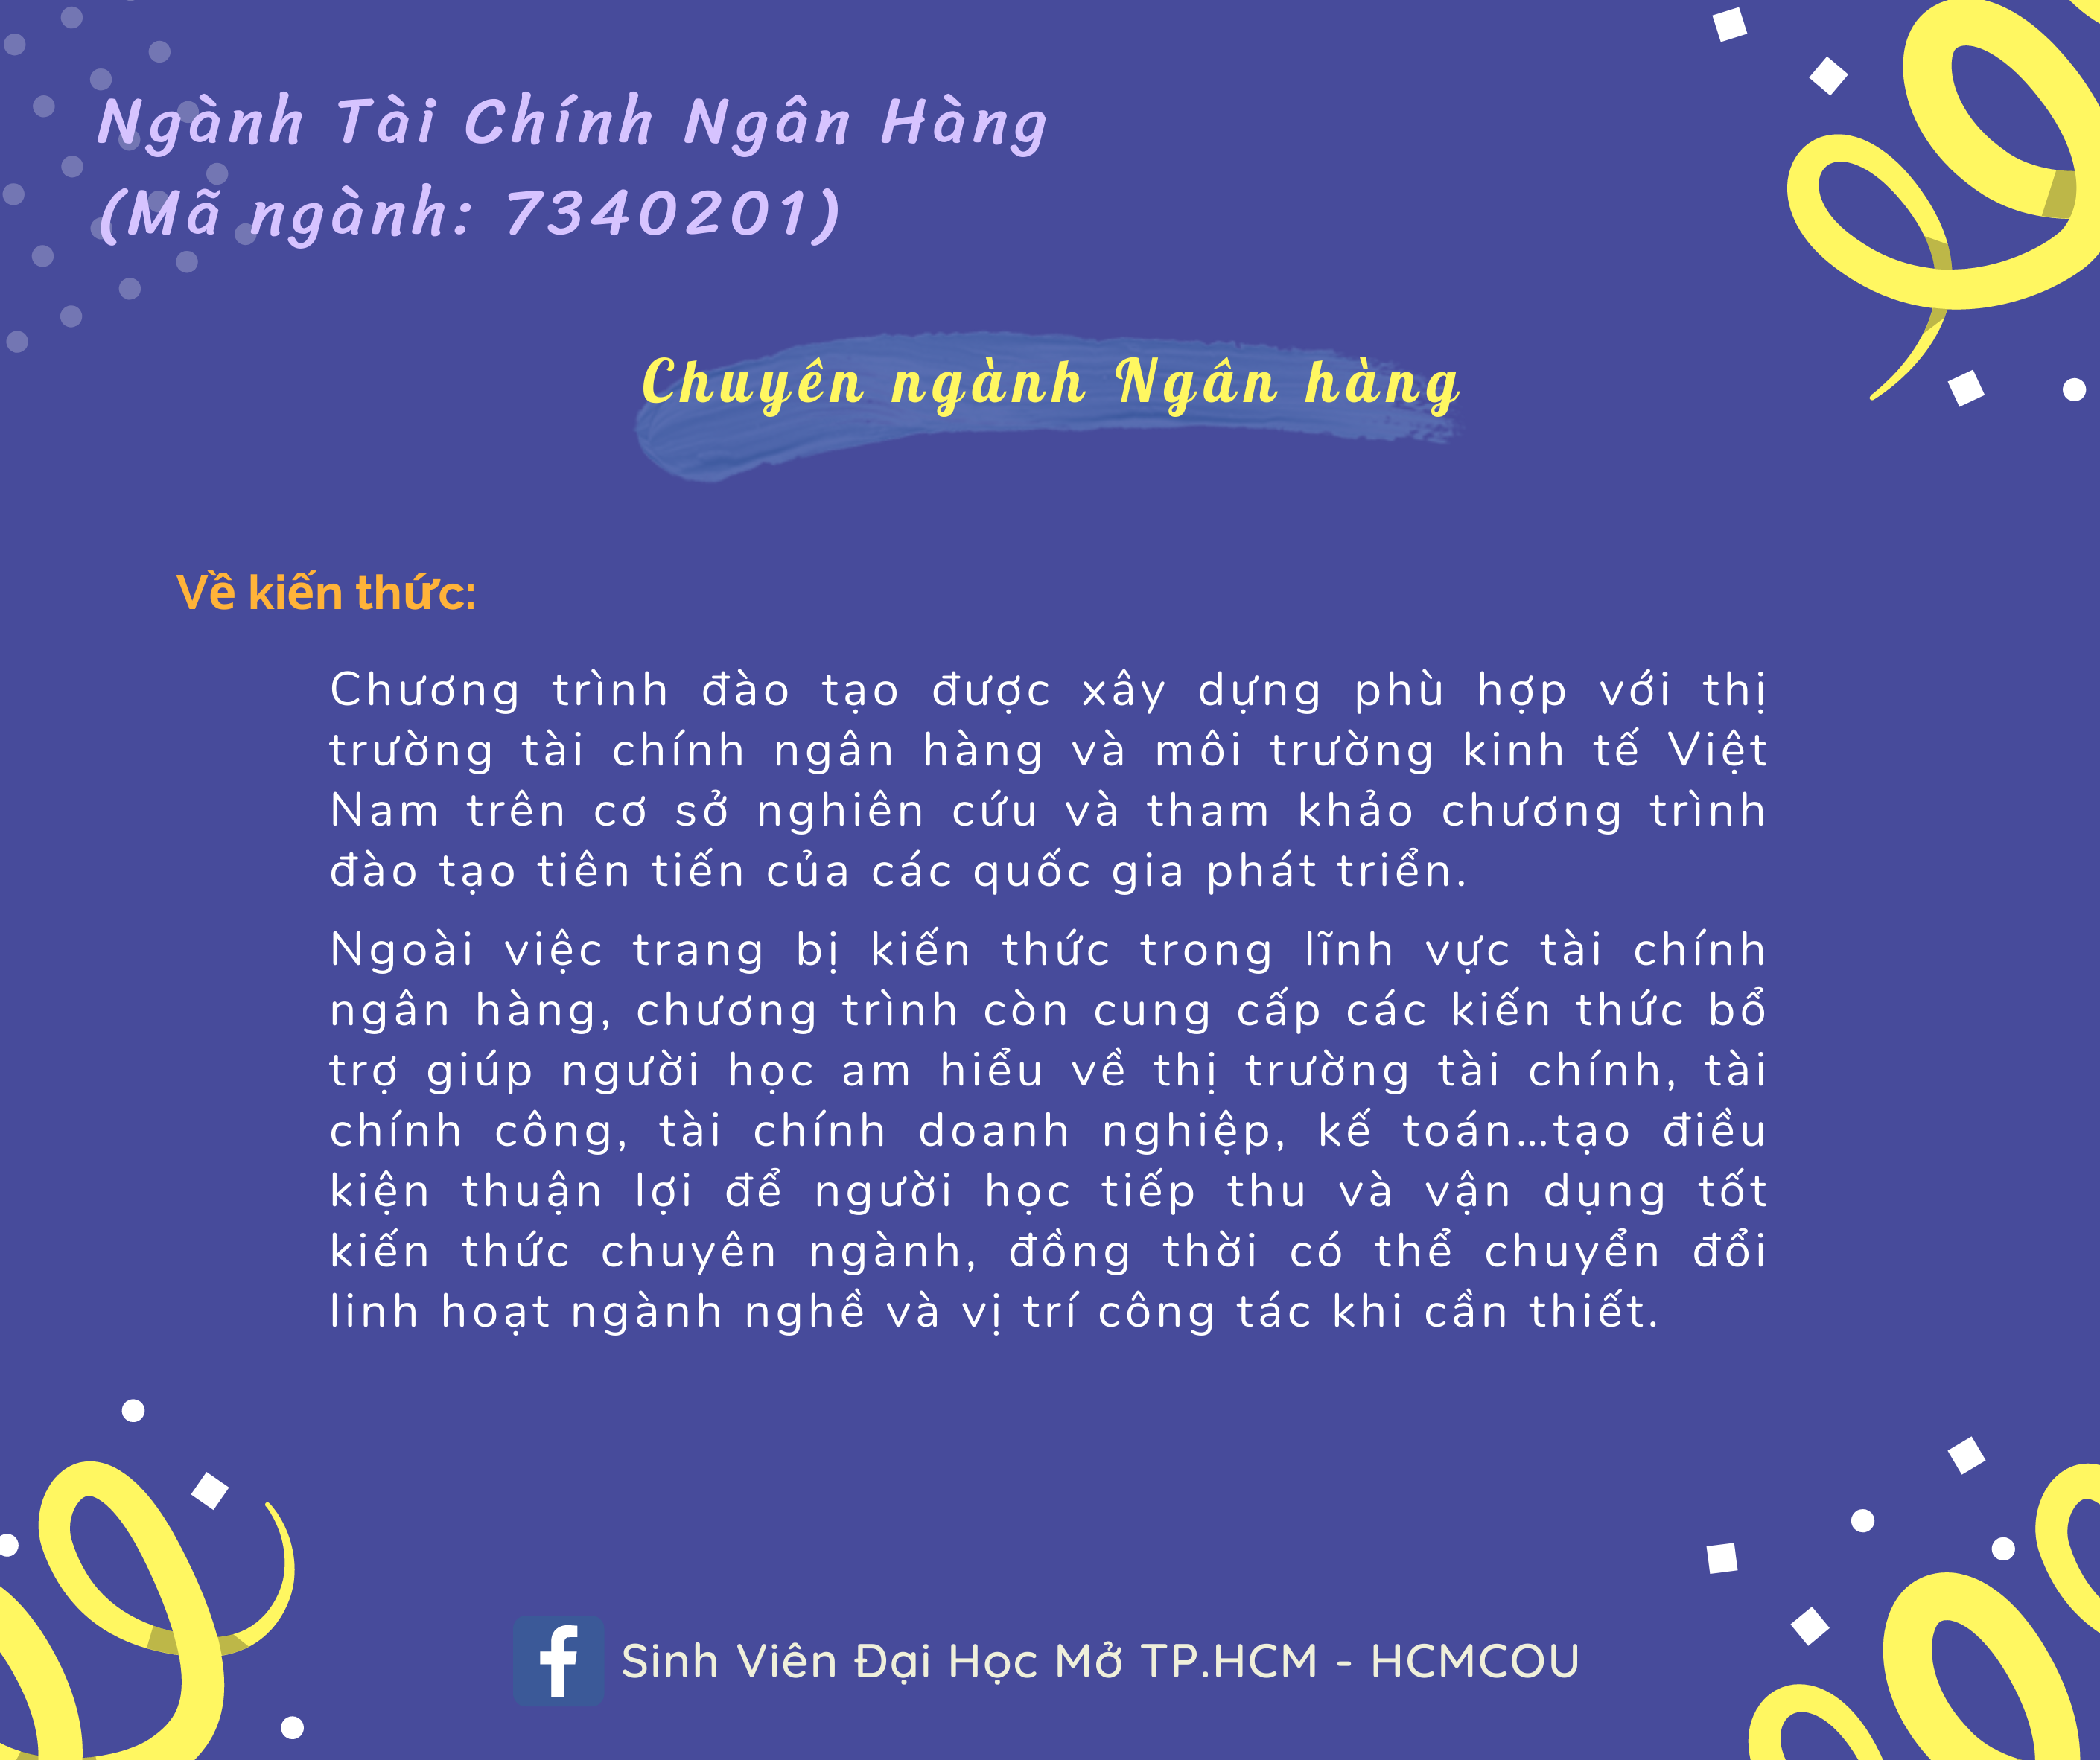 Ngành Tài Chính Ngân Hàng
(Mã ngành: 7340201)
Chuyên ngành Ngân hàng
Về kiến thức:
Chương trình đào tạo được xây dựng phù hợp với thị
trường tài chính ngân hàng và môi trường kinh tế Việt
Nam trên cơ sở nghiên cứu và tham khảo chương trình
đào tạo tiên tiến của các quốc gia phát triển.
Ngoài việc trang bị kiến thức trong lĩnh vực tài chính
ngân hàng, chương trình còn cung cấp các kiến thức bổ
trợ giúp người học am hiểu về thị trường tài chính, tài
chính công, tài chính doanh nghiệp, kế toán...tạo điều
kiện thuận lợi để người học tiếp thu và vận dụng tốt
kiến thức chuyên ngành, đồng thời có thể chuyển đổi
linh hoạt ngành nghề và vị trí công tác khi cần thiết.
f Sinh Viên Đại Học Mở TP.HCM - HCMCOU